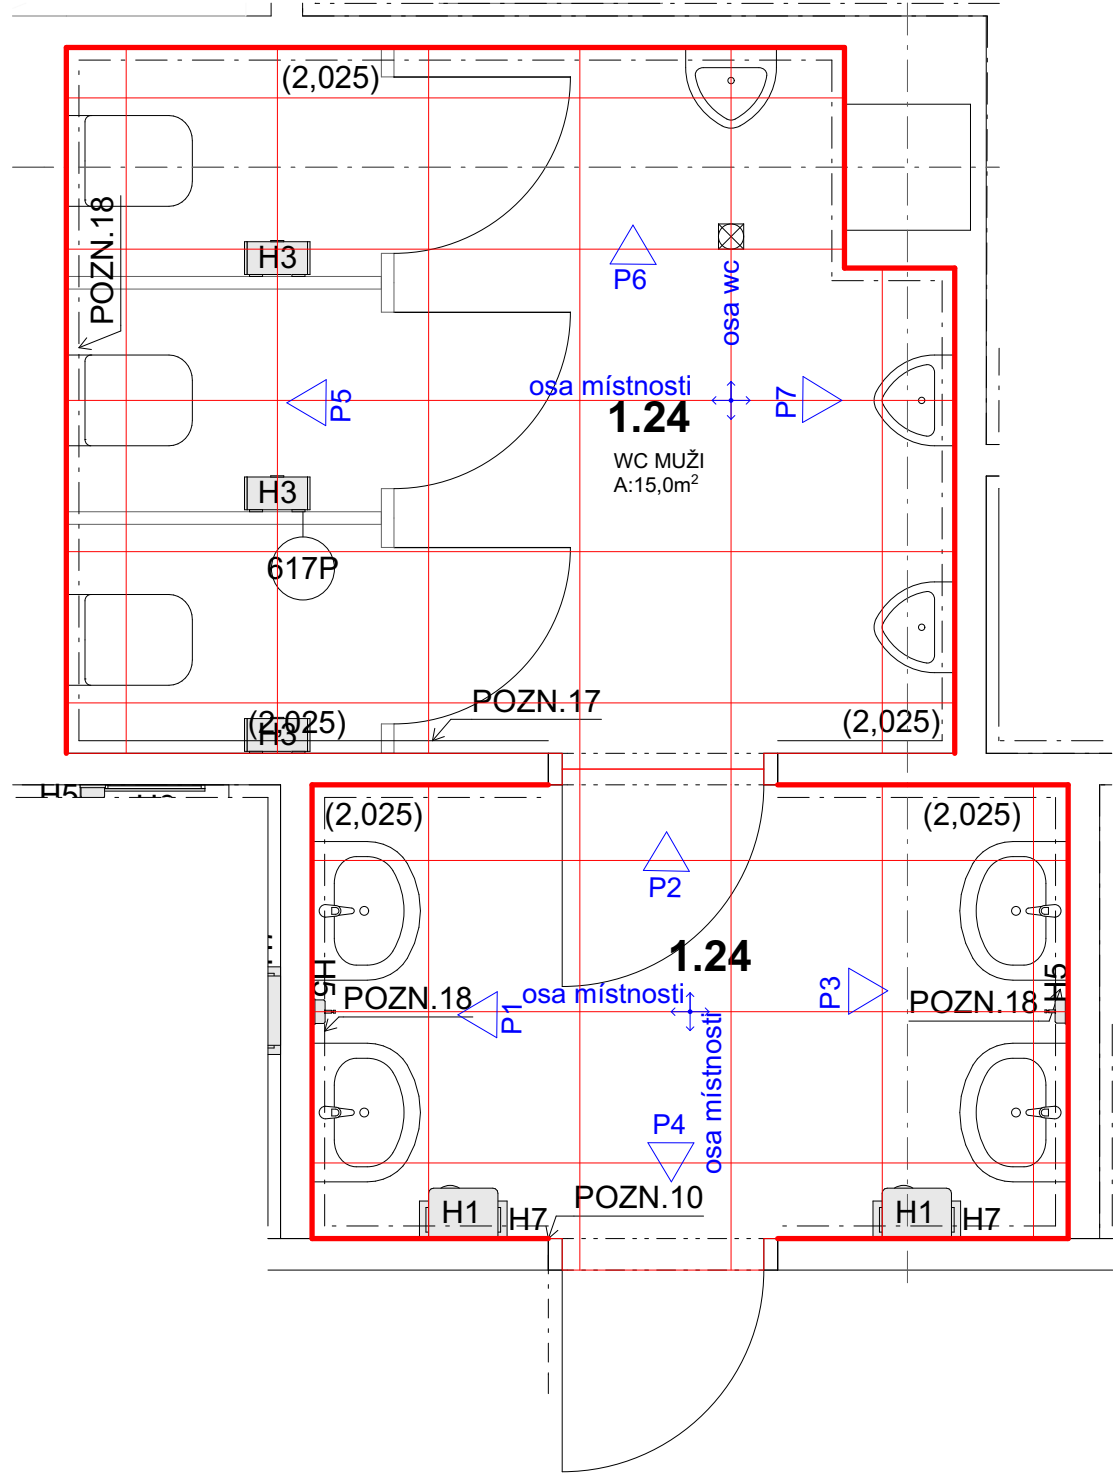 (2,025)
POZN.18
H3
P6
osa wc
osa místnosti
P5
P7
1.24
WC MUŽI
A:15,0m²
H3
617P
POZN.17
(2,025)
H3
(2,025)
H5
(2,025)
(2,025)
P2
1.24
H5
POZN.18
P1
osa místnosti
P3
POZN.18
H5
osa místnosti
P4
POZN.10
H1
H7
H1
H7